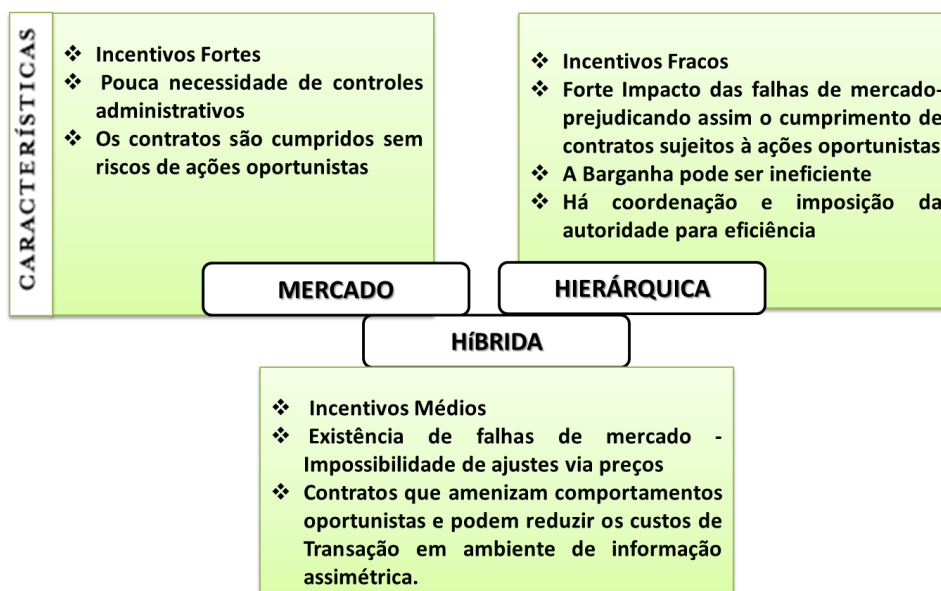 CARACTERÍSTICAS
❖ Incentivos Fortes
❖ Pouca necessidade de controles
administrativos
❖ Os contratos são cumpridos sem
riscos de ações oportunistas
MERCADO
❖ Incentivos Fracos
❖ Forte Impacto das falhas de mercado-
prejudicando assim o cumprimento de
contratos sujeitos à ações oportunistas
❖ A Barganha pode ser ineficiente
❖ Há coordenação e imposição da
autoridade para eficiência
HIERÁRQUICA
HíBRIDA
❖ Incentivos Médios
❖ Existência de falhas de mercado -
Impossibilidade de ajustes via preços
❖ Contratos que amenizam comportamentos
oportunistas e podem reduzir os custos de
Transação em ambiente de informação
assimétrica.